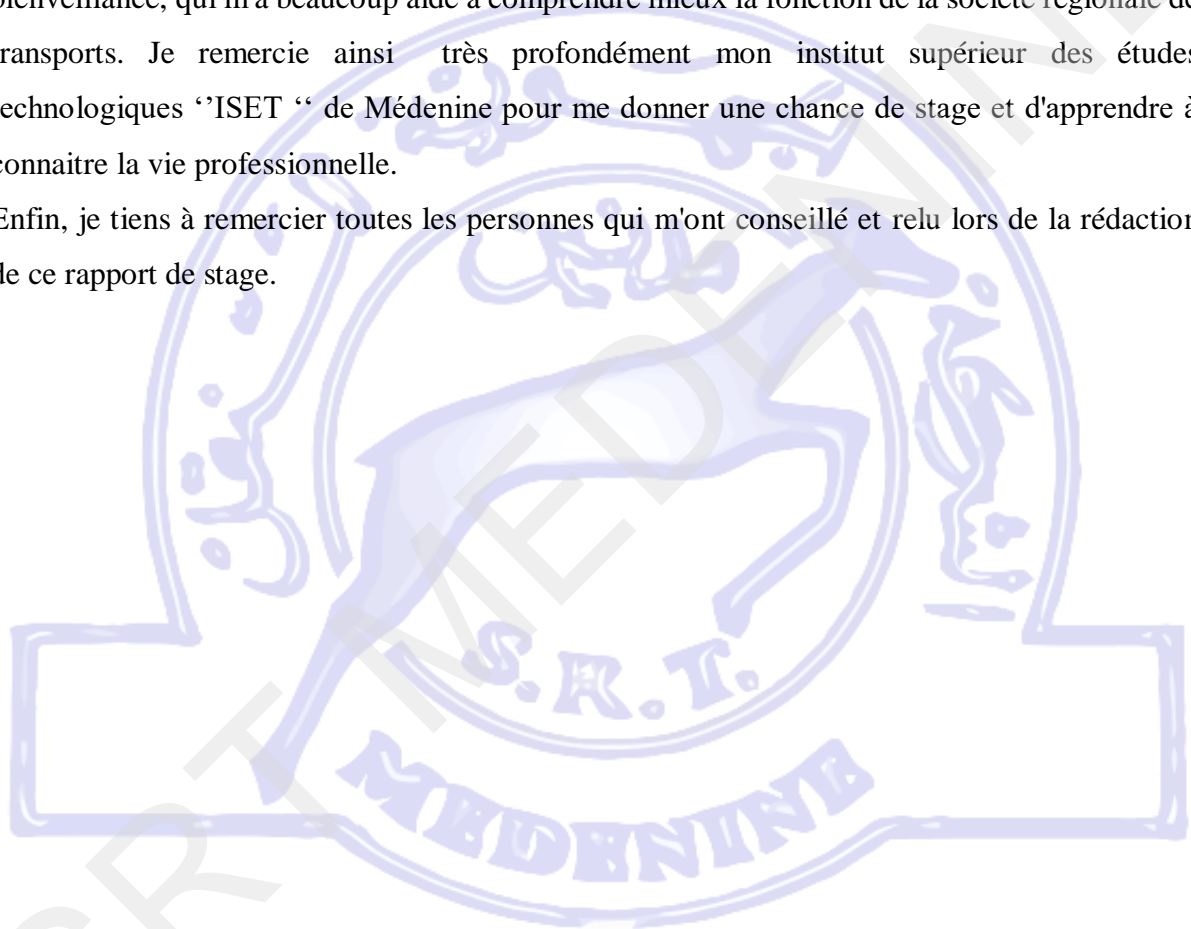 bienveillance, qui m'a beaucoup aidé à comprendre mieux la fonction de la société régionale de
transports. Je remercie ainsi très profondément mon institut supérieur des études
technologiques ‘’ISET ‘‘ de Médenine pour me donner une chance de stage et d'apprendre à
connaitre la vie professionnelle.
Enfin, je tiens à remercier toutes les personnes qui m'ont conseillé et relu lors de la rédaction
de ce rapport de stage.
S.R.T.
MEDENINE
SRT MEDENINE